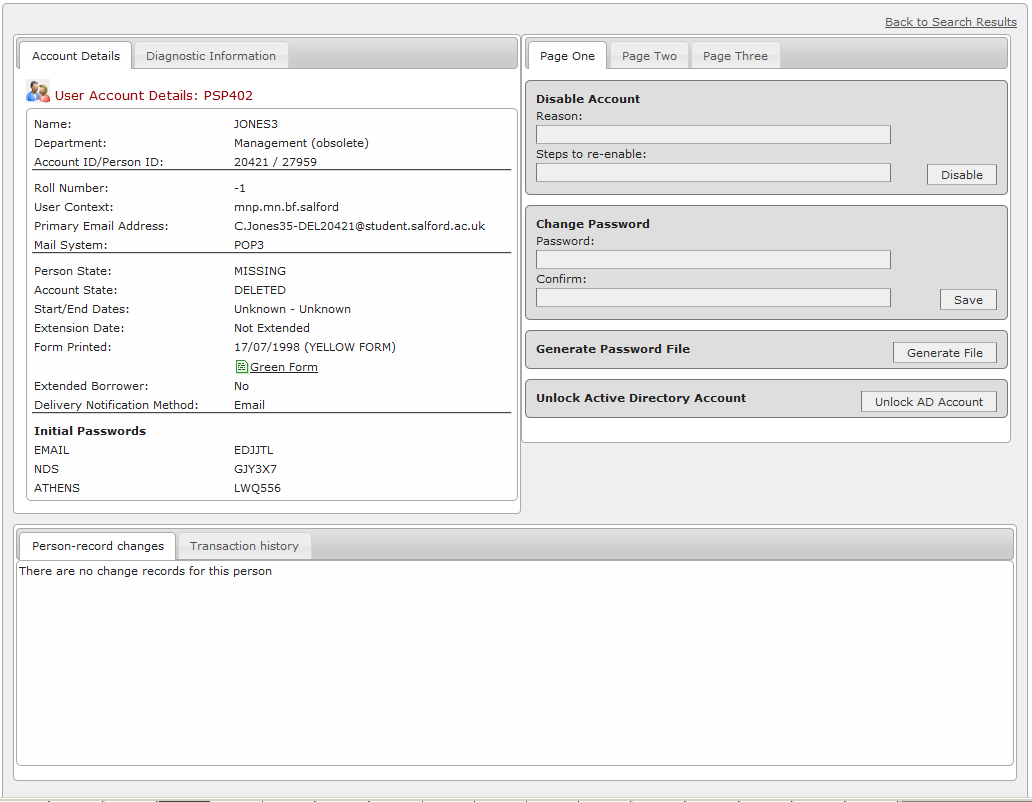 Back to Search Results
Account Details Diagnostic Information
User Account Details: PSP402
Name: JONES3
Department: Management (obsolete)
Account ID/Person ID: 20421 / 27959
Roll Number: -1
User Context: mnp.mn.bf.salford
Primary Email Address: C.Jones35-DEL20421@student.salford.ac.uk
Mail System: POP3
Person State: MISSING
Account State: DELETED
Start/End Dates: Unknown - Unknown
Extension Date: Not Extended
Form Printed: 17/07/1998 (YELLOW FORM)
Green Form
Extended Borrower: No
Delivery Notification Method: Email
Initial Passwords
EMAIL EDJJTL
NDS GJY3X7
ATHENS LWQ556
Page One Page Two Page Three
Disable Account
Reason:
Steps to re-enable:
Disable
Change Password
Password:
Confirm:
Save
Generate Password File Generate File
Unlock Active Directory Account Unlock AD Account
Person-record changes Transaction history
There are no change records for this person